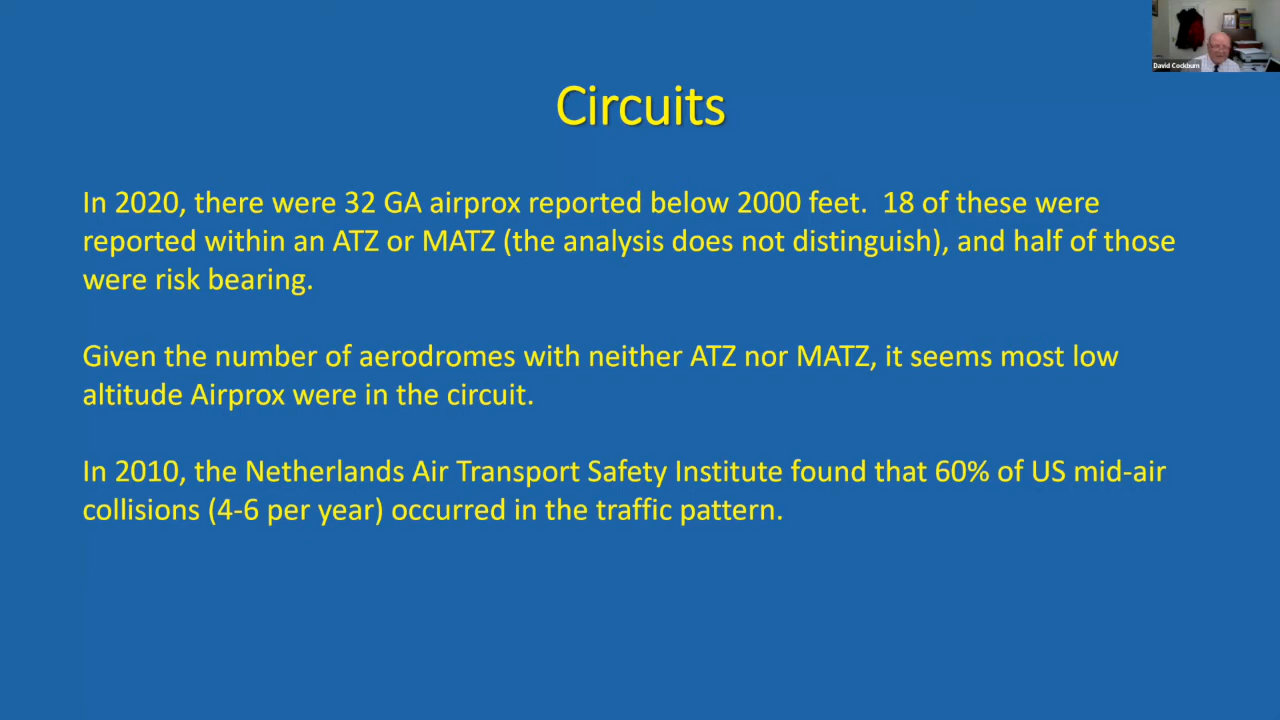 David Cockburn
Circuits
In 2020, there were 32 GA airprox reported below 2000 feet.  18 of these were
reported within an ATZ or MATZ (the analysis does not distinguish), and half of those
were risk bearing.
Given the number of aerodromes with neither ATZ nor MATZ, it seems most low
altitude Airprox were in the circuit.
In 2010, the Netherlands Air Transport Safety Institute found that 60% of US mid-air
collisions (4-6 per year) occurred in the traffic pattern.